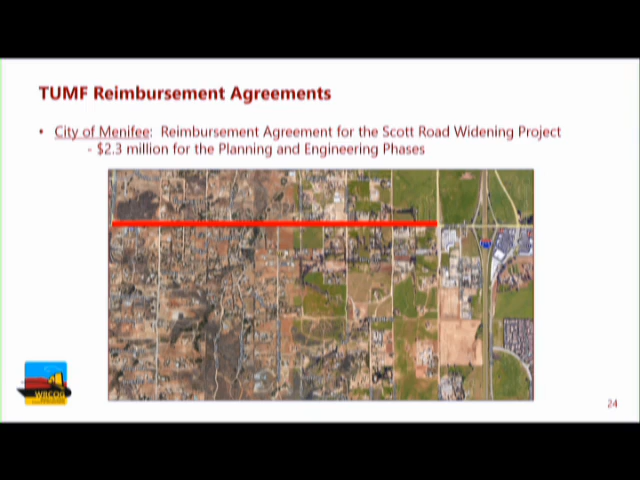 TUMF Reimbursement Agreements
• City of Menifee: Reimbursement Agreement for the Scott Road Widening Project
- $2.3 million for the Planning and Engineering Phases
WRCOG
24